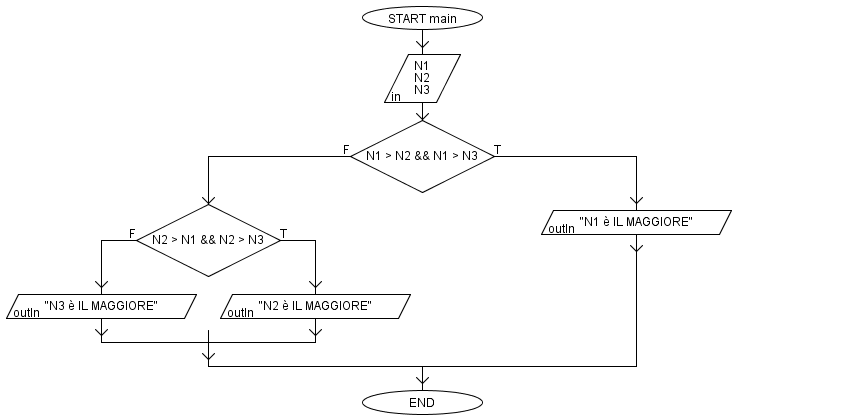 START main
N1
N2
N3
in
F
N1 > N2 && N1 > N3
T
"N1 è IL MAGGIORE"
outln
F
N2 > N1 && N2 > N3
T
"N3 è IL MAGGIORE"
outln
"N2 è IL MAGGIORE"
outln
END